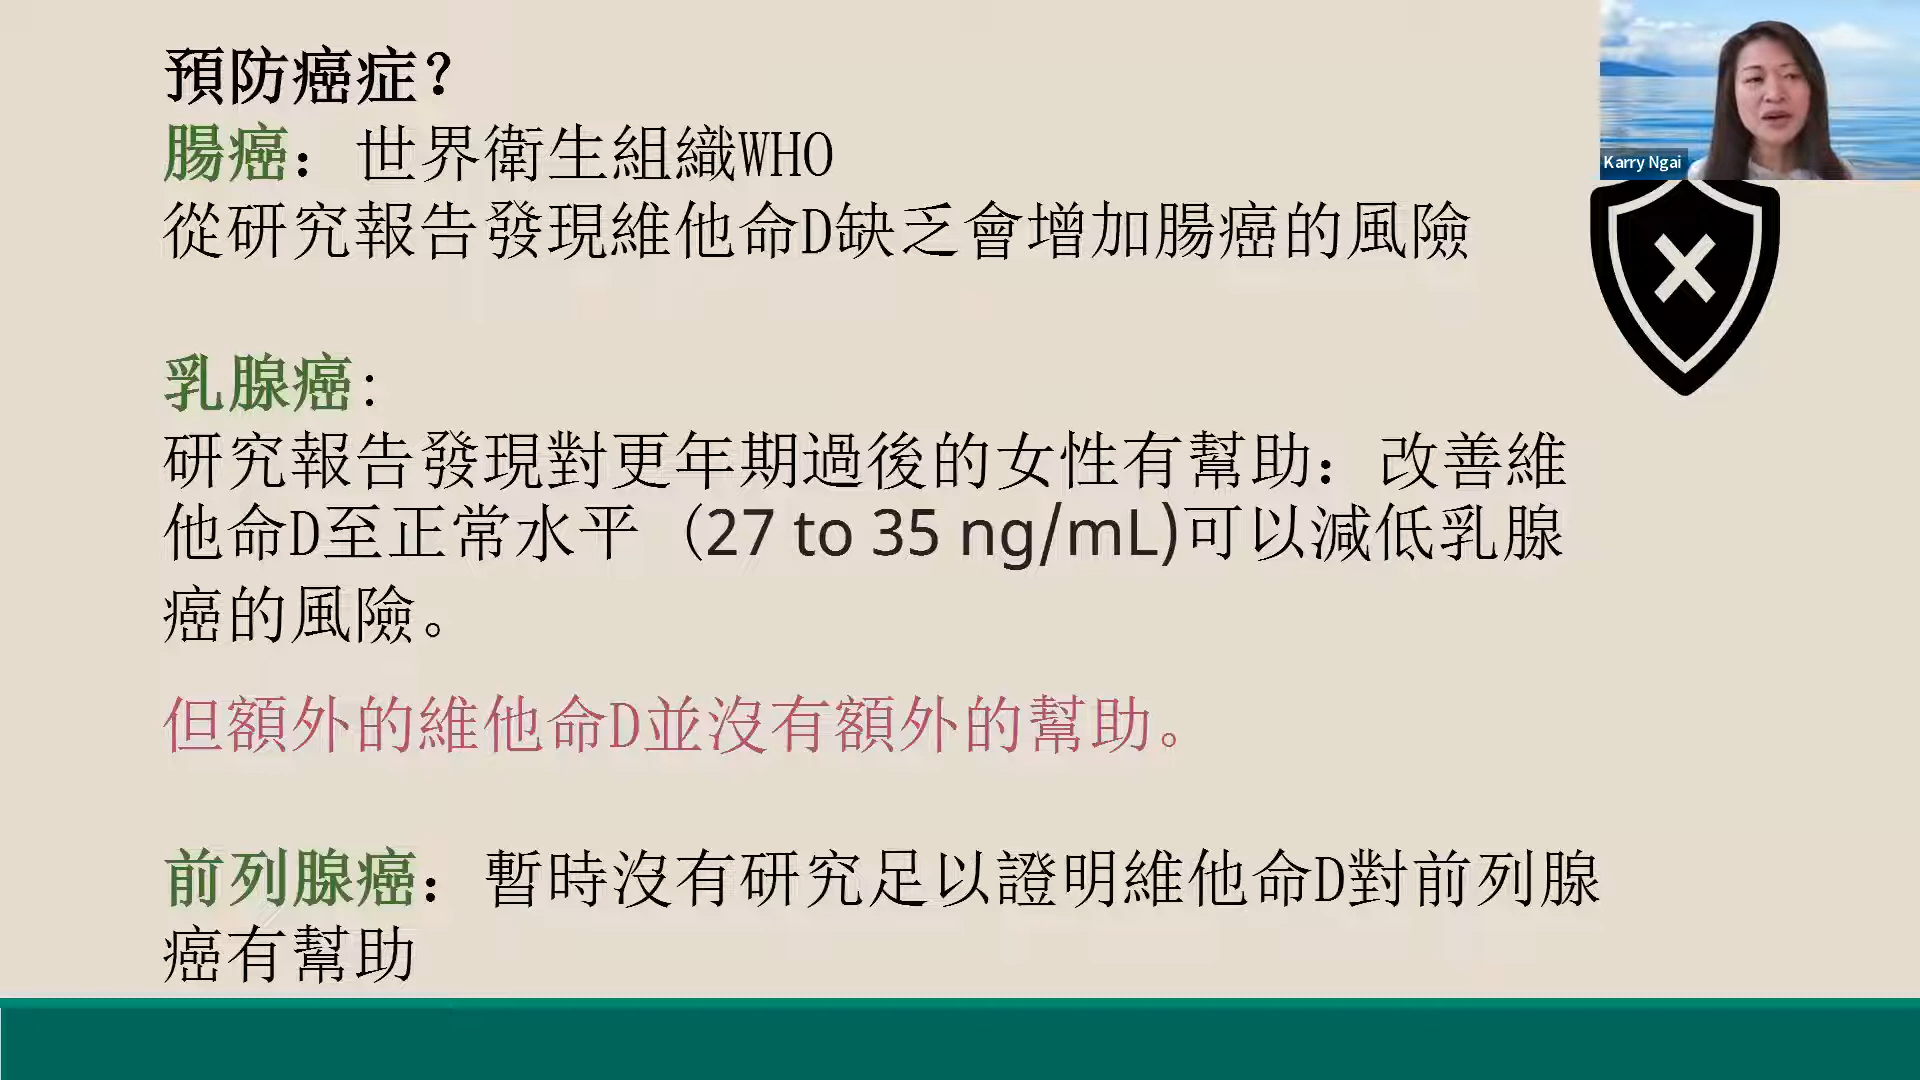 預防癌症？
腸癌：世界衛生組織WHO
從研究報告發現維他命D缺乏會增加腸癌的風險
乳腺癌:
研究報告發現對更年期過後的女性有幫助：改善維
他命D至正常水平 (27 to 35 ng/mL)可以減低乳腺
癌的風險。
但額外的維他命D並沒有額外的幫助。
前列腺癌：暫時沒有研究足以證明維他命D對前列腺
癌有幫助
Karry Ngai